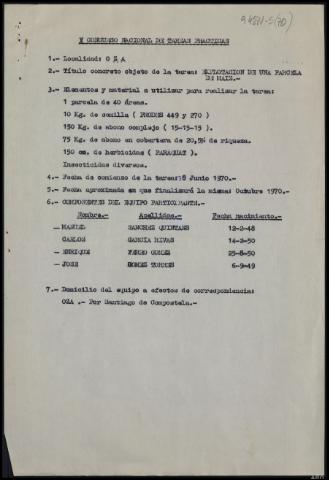 V CONCURSO NACIONAL DE TAREAS PRACTICAS
1.- Localidad: O Z A
2.- Título concreto objeto de la tarea: EXPLOTACION DE UNA PARCELA
DE MAIZ.-
3.- Elementos y material a utilizar para realizar la tarea:
1 parcela de 40 áreas.
10 Kg. de semilla ( PRODES 449 y 270 )
150 Kg. de abono complejo ( 15-15-15 ).
75 Kg. de abono en cobertura de 20,5% de riqueza.
150 cm. de herbicidas ( PARAQUAT ).
Insecticidas diversos.
4.- Fecha de comienzo de la tarea: 8 Junio 1970.-
5.- Fecha aproximada en que finalizará la misma: Octubre 1970.-
6.- COMPONENTES DEL EQUIPO PARTICIPANTE.-
Nombre.- Apellidos.- Fecha nacimiento.-
- MANUEL SANCHEZ QUINTANS 12-2-48
CARLOS GARCIA RIVAS 14-2-50
- ENRIQUE GOMEZ 25-8-50
- JOSE GOMEZ TORRES 6-9-49
7.- Domicilio del equipo a efectos de correspondencia:
OZA .- Por Santiago de Compostela.-